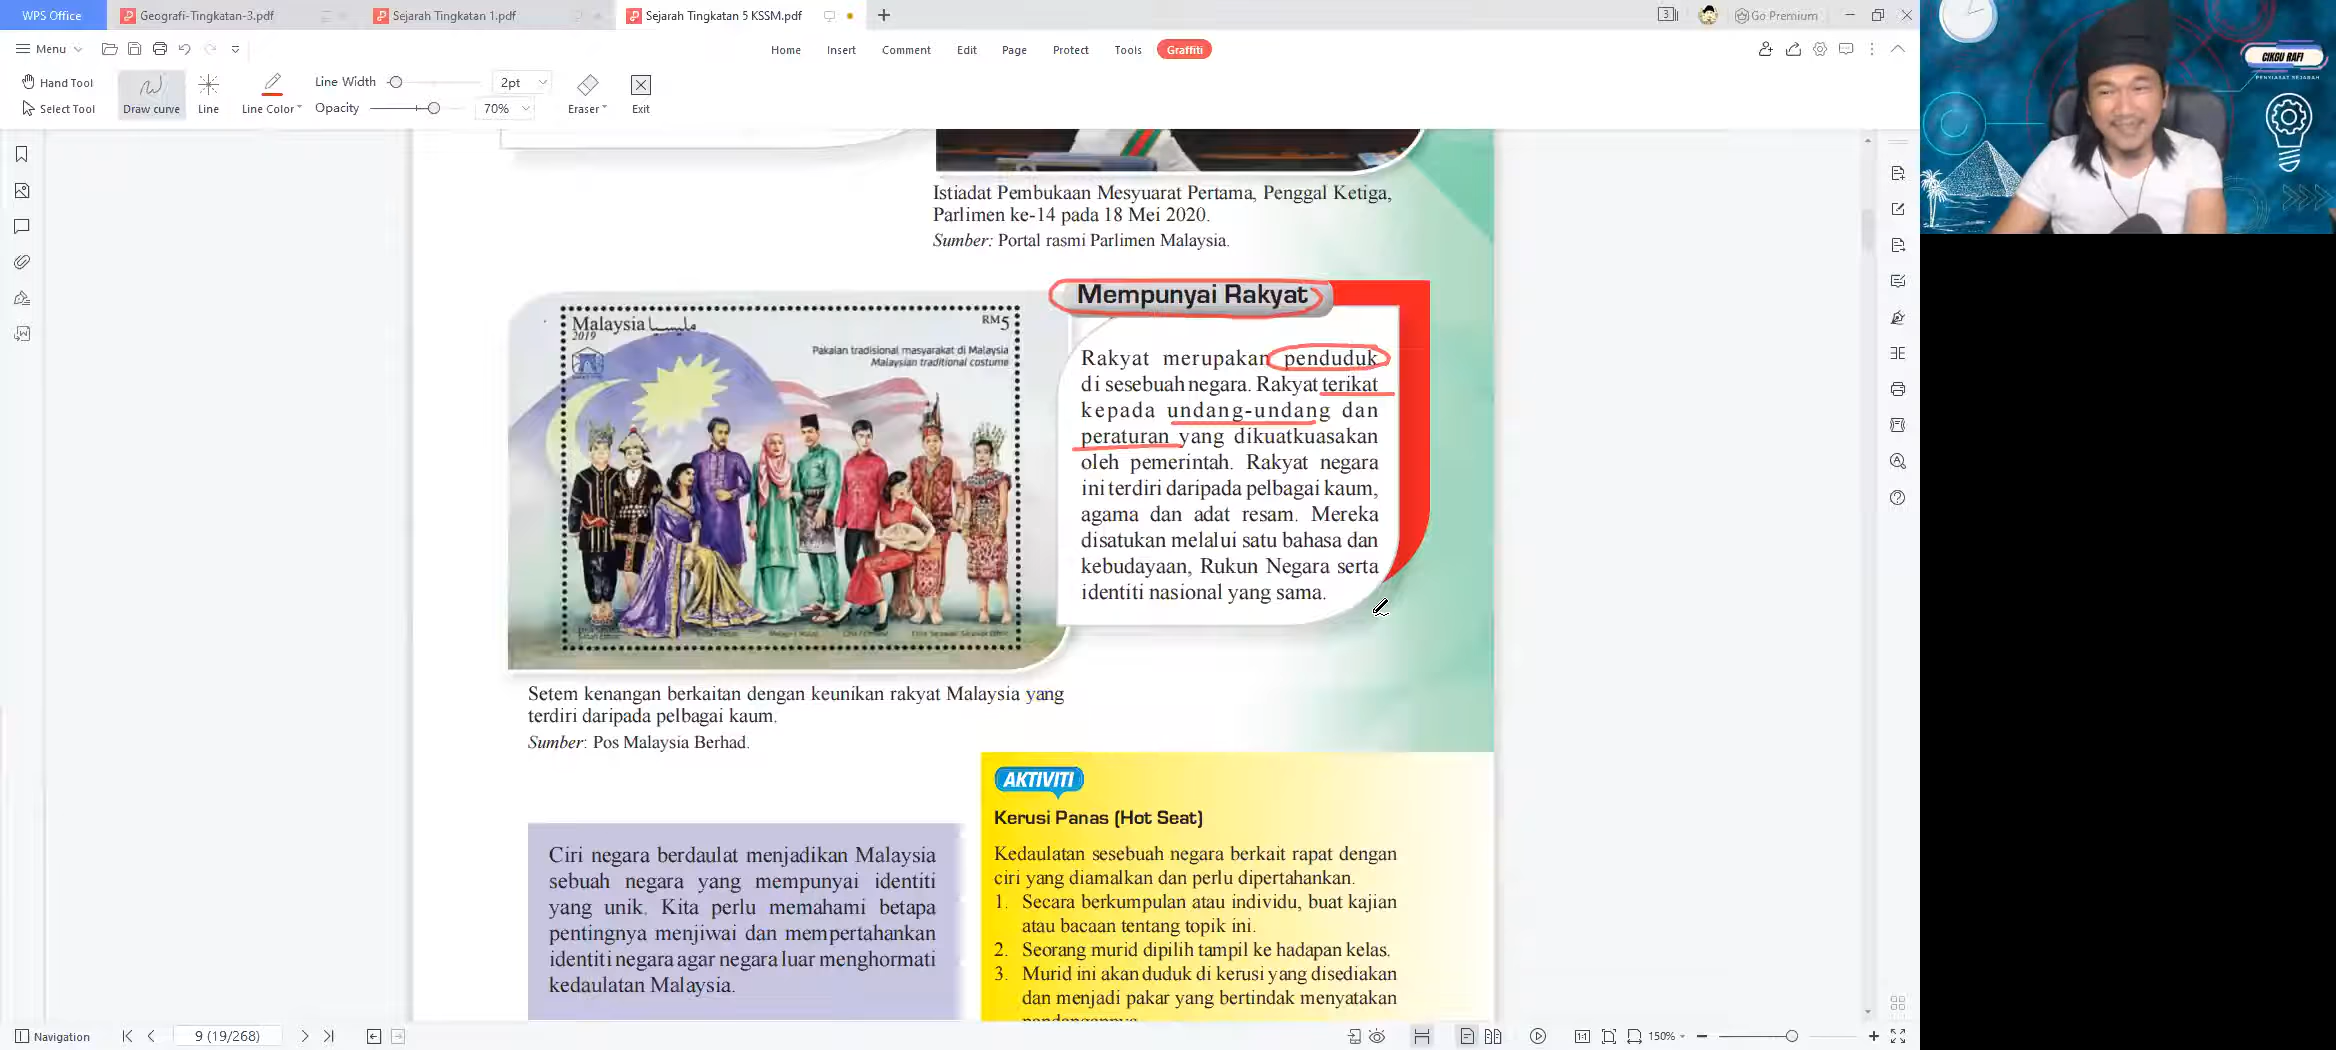 WPS Office
Geografi-Tingkatan-3.pdf
Sejarah Tingkatan 1.pdf
Sejarah Tingkatan 5 KSSM.pdf
Go Premium
Menu
Home Insert Comment Edit Page Protect Tools Graffiti
Hand Tool
Select Tool
Draw curve
Line
Line Color
Line Width 2pt
Opacity 70%
Eraser
Exit
CIKGU RAFI
PENYIARAT SEJARAH
Istiadat Pembukaan Mesyuarat Pertama, Penggal Ketiga,
Parlimen ke-14 pada 18 Mei 2020.
Sumber: Portal rasmi Parlimen Malaysia.
Malaysia مليسيا
2019
RM5
Pakaian tradisional masyarakat di Malaysia
Malaysian traditional costume
Mempunyai Rakyat
Rakyat merupakan penduduk
di sesebuah negara. Rakyat terikat
kepada undang-undang dan
peraturan yang dikuatkuasakan
oleh pemerintah. Rakyat negara
ini terdiri daripada pelbagai kaum,
agama dan adat resam. Mereka
disatukan melalui satu bahasa dan
kebudayaan, Rukun Negara serta
identiti nasional yang sama.
Setem kenangan berkaitan dengan keunikan rakyat Malaysia yang
terdiri daripada pelbagai kaum.
Sumber: Pos Malaysia Berhad.
Ciri negara berdaulat menjadikan Malaysia
sebuah negara yang mempunyai identiti
yang unik. Kita perlu memahami betapa
pentingnya menjiwai dan mempertahankan
identiti negara agar negara luar menghormati
kedaulatan Malaysia.
AKTIVITI
Kerusi Panas (Hot Seat)
Kedaulatan sesebuah negara berkait rapat dengan
ciri yang diamalkan dan perlu dipertahankan.
1. Secara berkumpulan atau individu, buat kajian
atau bacaan tentang topik ini.
2. Seorang murid dipilih tampil ke hadapan kelas.
3. Murid ini akan duduk di kerusi yang disediakan
dan menjadi pakar yang bertindak menyatakan
Navigation
9 (19/268)
150%